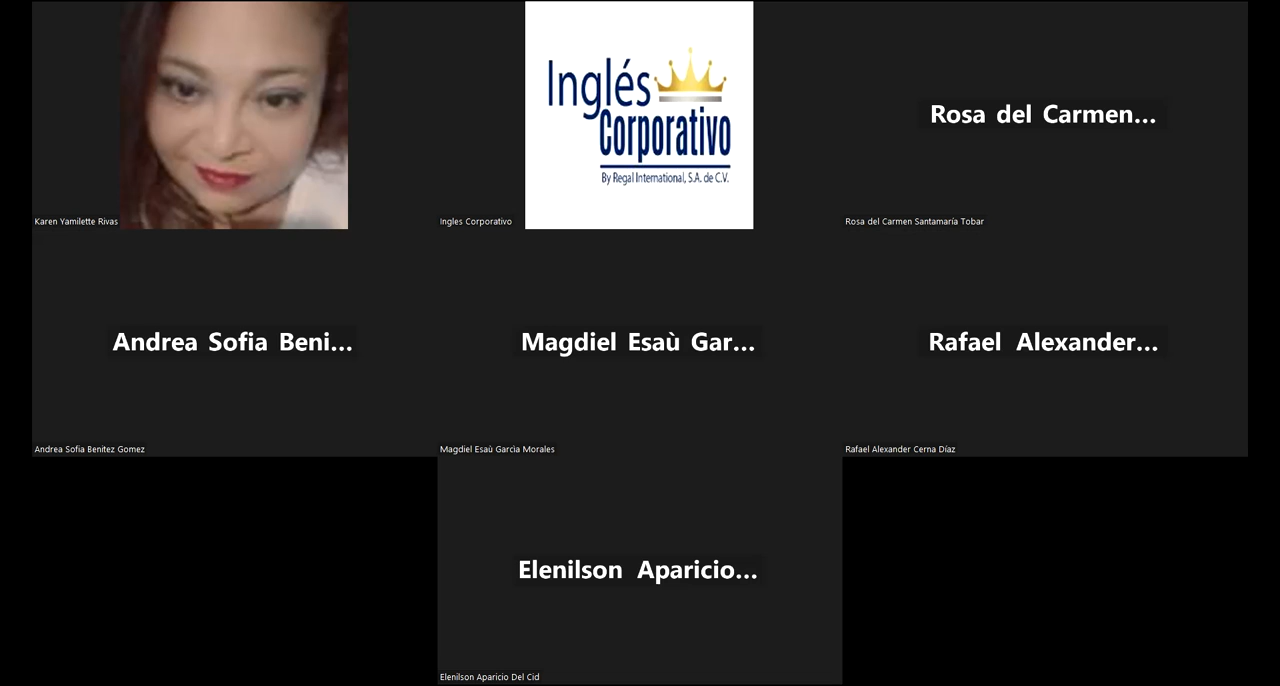 Inglés
Corporativo
By Regal International, S.A. de C.V.
Rosa del Carmen...
Karen Yamilette Rivas
Ingles Corporativo
Rosa del Carmen Santamaría Tobar
Andrea Sofia Beni...
Magdiel Esaù Gar...
Rafael Alexander...
Andrea Sofia Benitez Gomez
Magdiel Esaù Garcìa Morales
Rafael Alexander Cerna Díaz
Elenilson Aparicio...
Elenilson Aparicio Del Cid